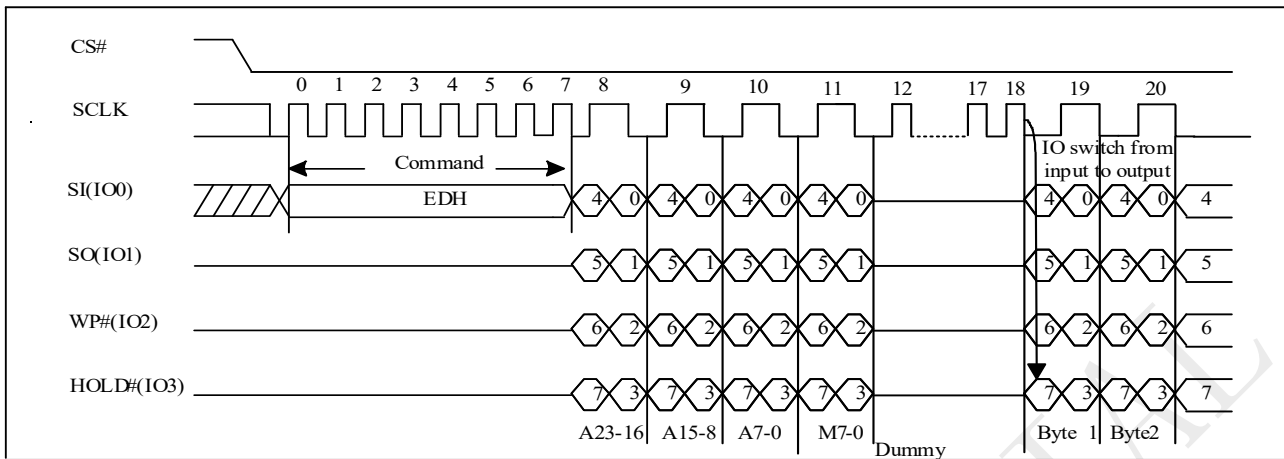 CS#
0 1 2 3 4 5 6 7 8 9 10 11 12 17 18 19 20
SCLK
Command
IO switch from
input to output
SI(IO0)
EDH
4 0 4 0 4 0 4 0 4 0 4 0 4
SO(IO1)
5 1 5 1 5 1 5 1 5 1 5 1 5
WP#(IO2)
6 2 6 2 6 2 6 2 6 2 6 2 6
HOLD#(IO3)
7 3 7 3 7 3 7 3 7 3 7 3 7
A23-16 A15-8 A7-0 M7-0 Byte 1 Byte2
Dummy